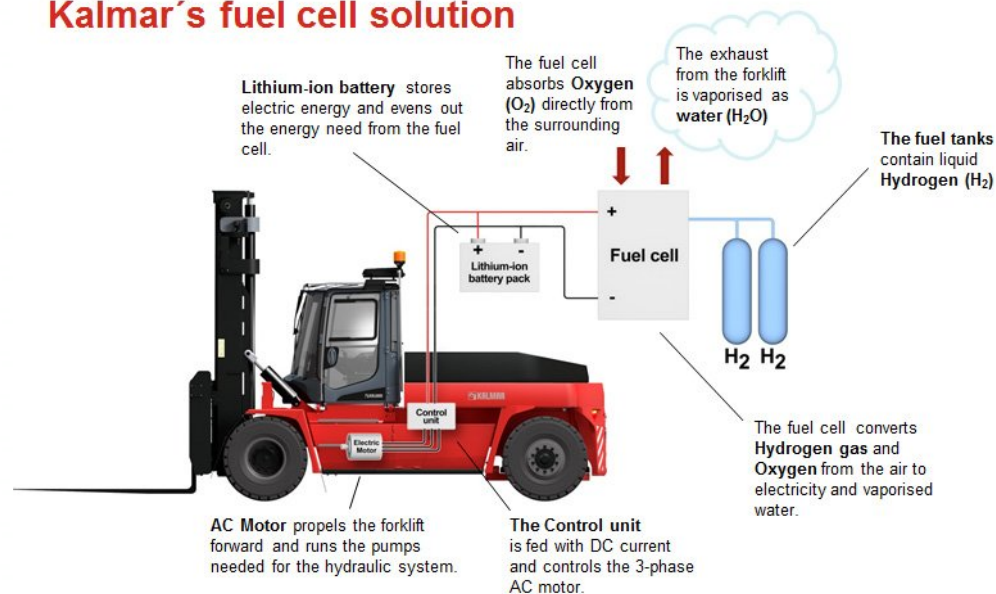 Kalmar´s fuel cell solution
Lithium-ion battery stores
electric energy and evens out
the energy need from the fuel
cell.
The fuel cell
absorbs Oxygen
(O₂) directly from
the surrounding
air.
The exhaust
from the forklift
is vaporised as
water (H₂O)
The fuel tanks
contain liquid
Hydrogen (H₂)
+
Fuel cell
-
+ -
Lithium-ion
battery pack
H₂ H₂
KALMAR
Control
unit
Electric
Motor
The fuel cell converts
Hydrogen gas and
Oxygen from the air to
electricity and vaporised
water.
AC Motor propels the forklift
forward and runs the pumps
needed for the hydraulic system.
The Control unit
is fed with DC current
and controls the 3-phase
AC motor.